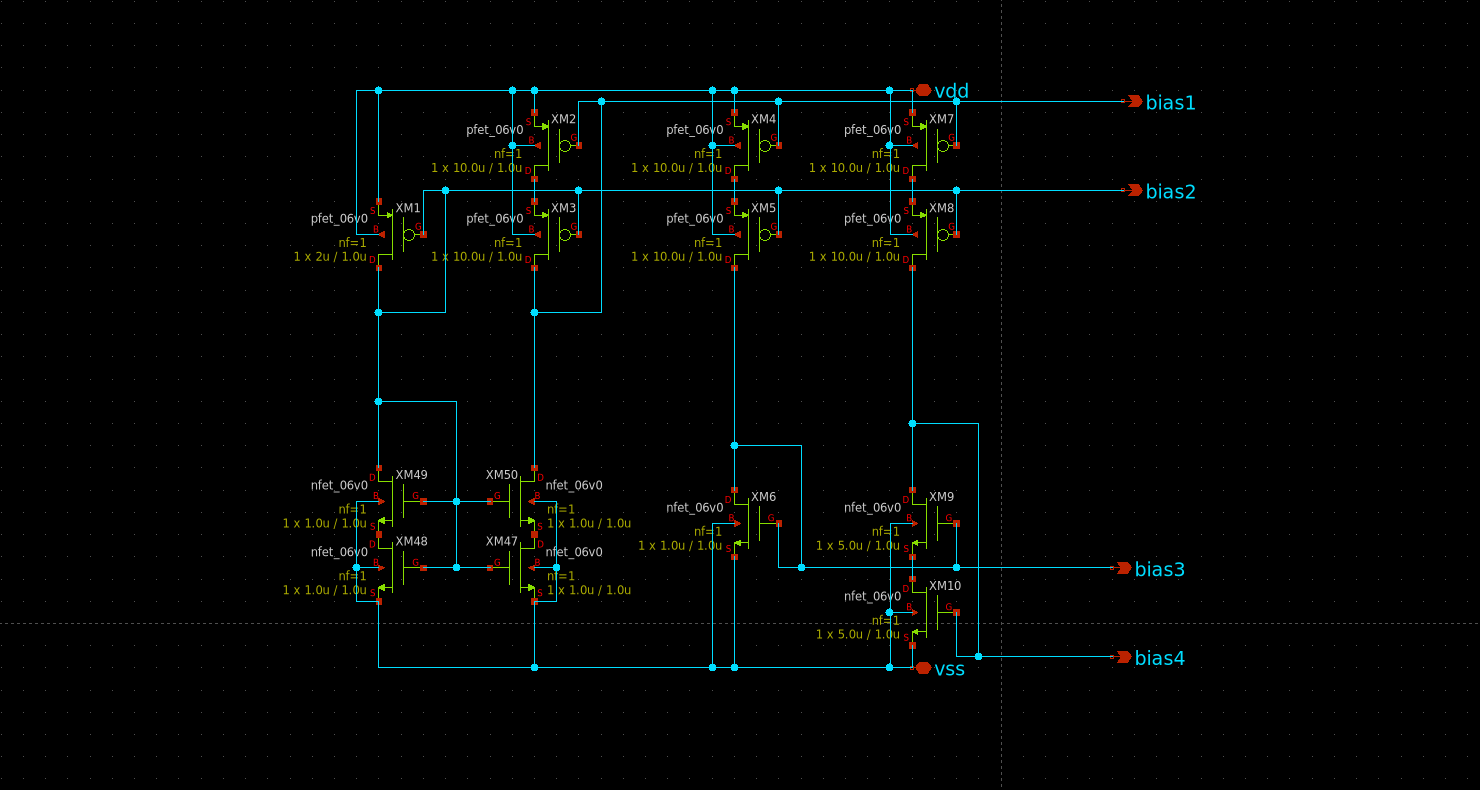 vdd
bias1
XM2
pfet_06v0
S
B
G
D
nf=1
1 x 10.0u / 1.0u
XM4
pfet_06v0
S
B
G
D
nf=1
1 x 10.0u / 1.0u
XM7
pfet_06v0
S
B
G
D
nf=1
1 x 10.0u / 1.0u
bias2
XM1
pfet_06v0
S
B
G
D
nf=1
1 x 2u / 1.0u
XM3
pfet_06v0
S
B
G
D
nf=1
1 x 10.0u / 1.0u
XM5
pfet_06v0
S
B
G
D
nf=1
1 x 10.0u / 1.0u
XM8
pfet_06v0
S
B
G
D
nf=1
1 x 10.0u / 1.0u
XM49
nfet_06v0
D
B
G
S
nf=1
1 x 1.0u / 1.0u
XM50
nfet_06v0
D
B
G
S
nf=1
1 x 1.0u / 1.0u
XM6
nfet_06v0
D
B
G
S
nf=1
1 x 1.0u / 1.0u
XM9
nfet_06v0
D
B
G
S
nf=1
1 x 5.0u / 1.0u
XM48
nfet_06v0
D
B
G
S
nf=1
1 x 1.0u / 1.0u
XM47
nfet_06v0
D
B
G
S
nf=1
1 x 1.0u / 1.0u
bias3
XM10
nfet_06v0
D
B
G
S
nf=1
1 x 5.0u / 1.0u
bias4
vss